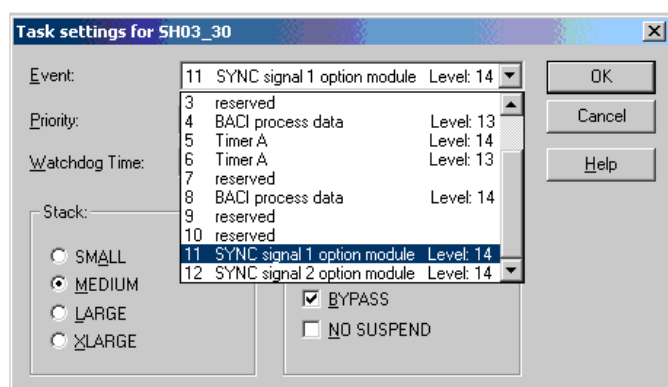 Task settings for SH03_30
Event:
11 SYNC signal 1 option module Level: 14
OK
3 reserved
4 BACI process data Level: 13
5 Timer A Level: 14
6 Timer A Level: 13
7 reserved
8 BACI process data Level: 14
9 reserved
10 reserved
11 SYNC signal 1 option module Level: 14
12 SYNC signal 2 option module Level: 14
Priority:
Cancel
Watchdog Time:
Help
Stack:
SMALL
MEDIUM
LARGE
XLARGE
BYPASS
NO SUSPEND